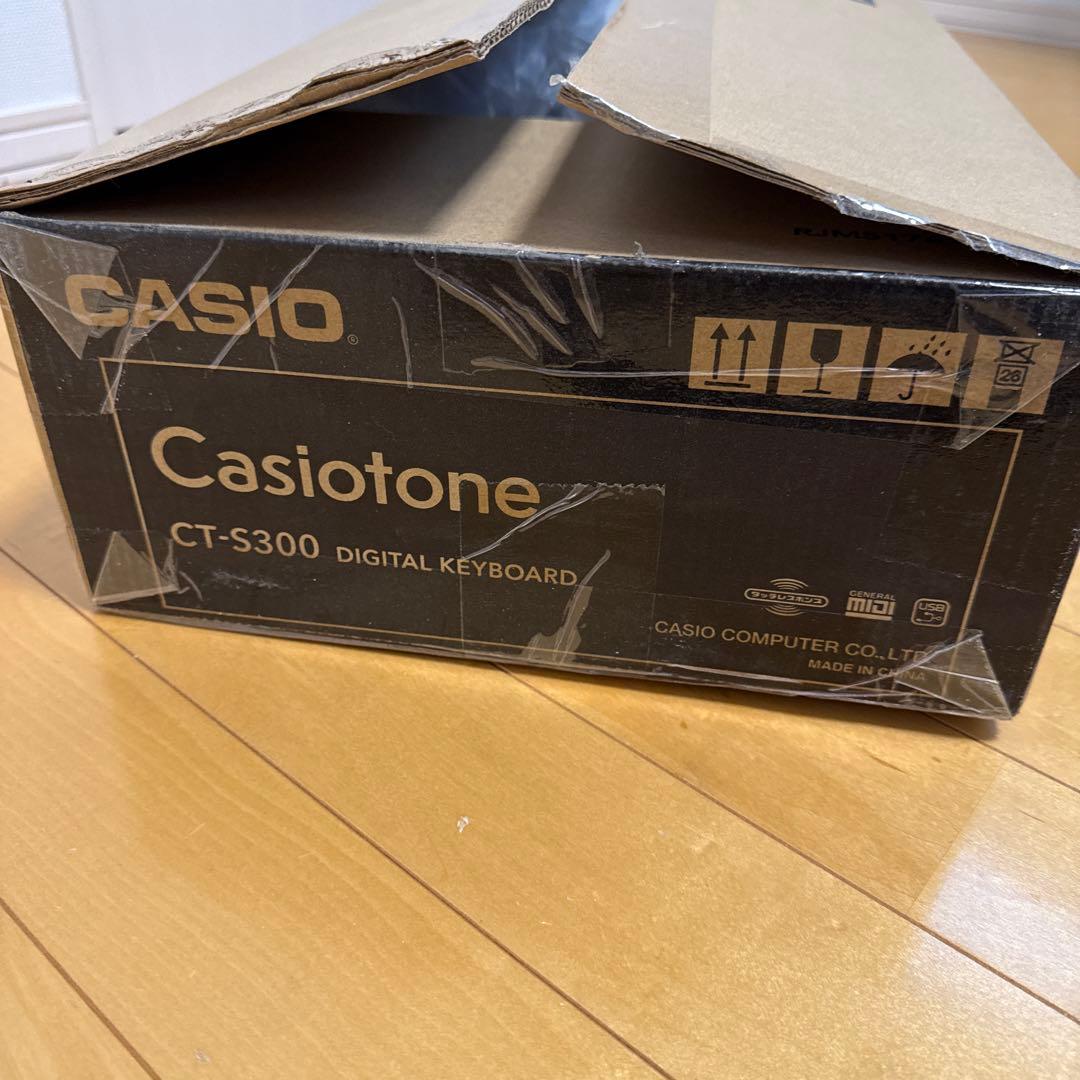 CASIO®
26
Casiotone
CT-S300 DIGITAL KEYBOARD
タッチレスポンス
GENERAL
MIDI
USB
CASIO COMPUTER CO., LTD.
MADE IN CHINA